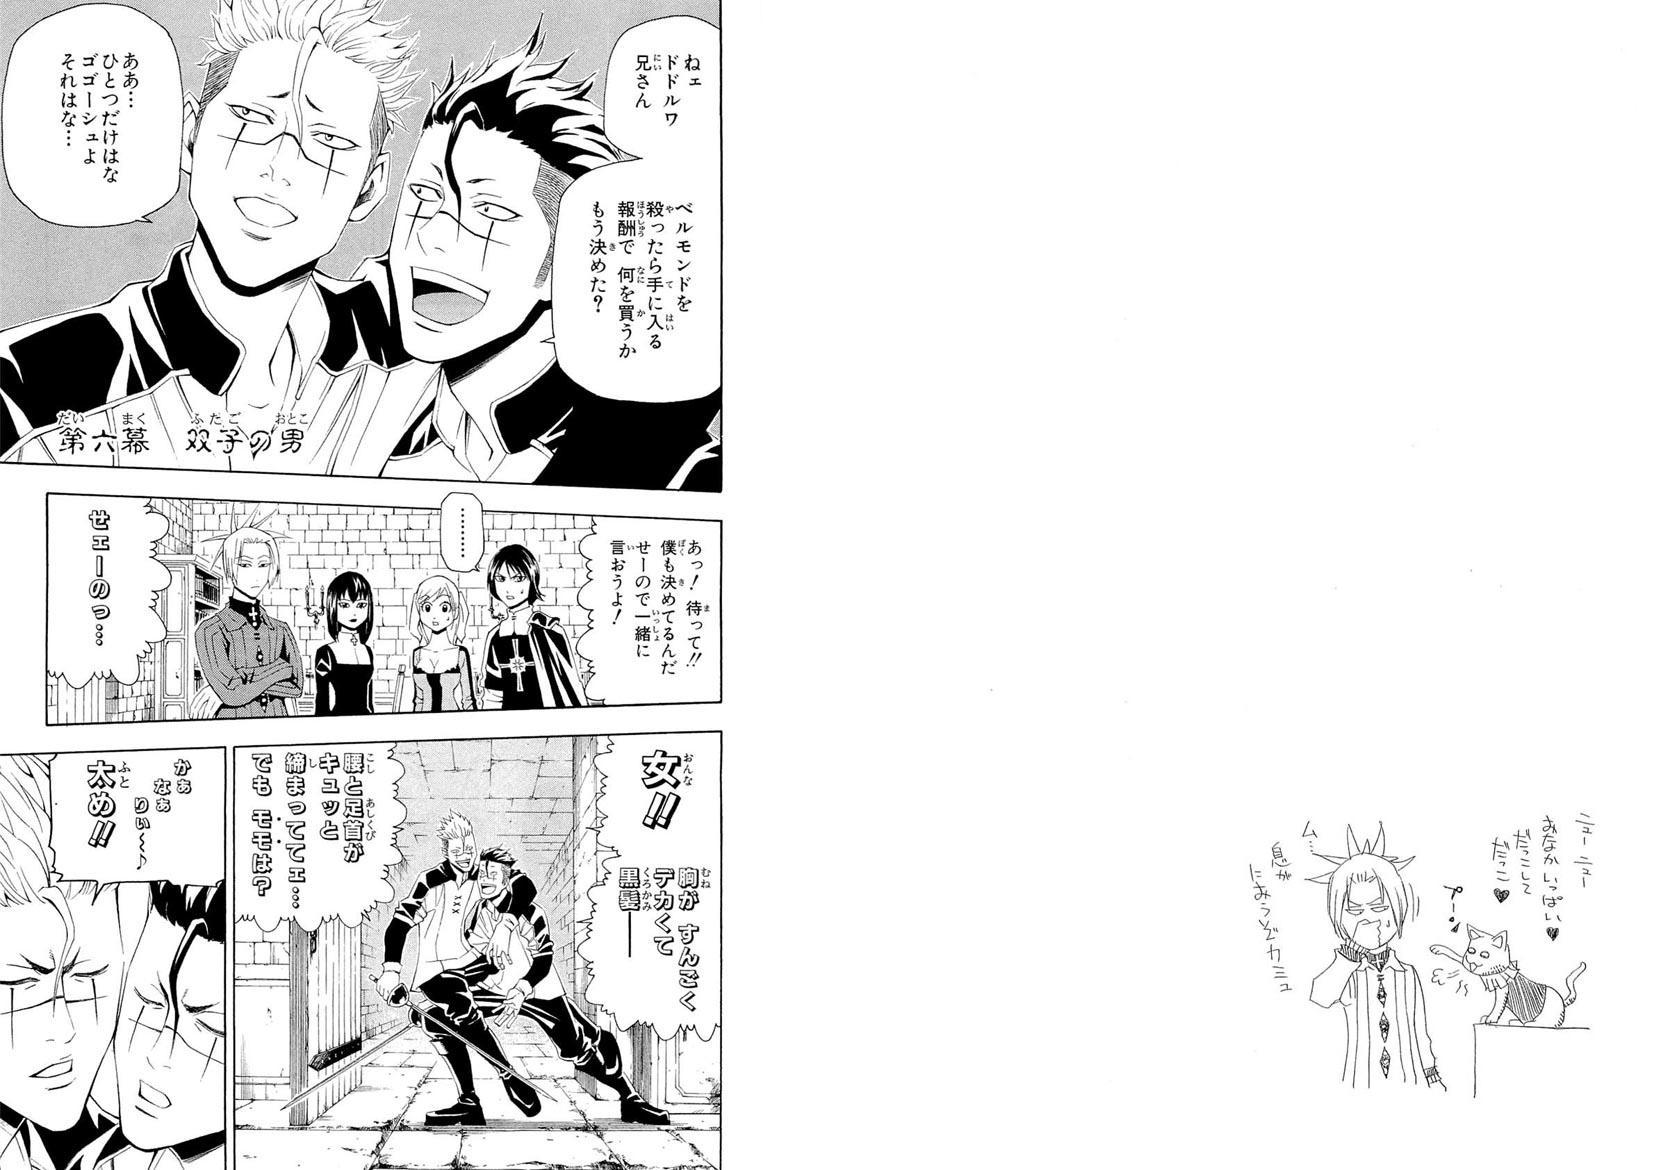 ニューニュー
おなかいっぱい♥
だっこして
だっこ♥
プ〜♪
ム…
息が
におうぞカミュ
ねェ
ドドルワ
兄さん
ベルモンドを
殺ったら手に入る
報酬で 何を買うか
もう決めた?
ああ…
ひとつだけはな
ゴゴーシュよ
それはな…
第六幕 双子の男
あっ! 待って!!
僕も決めてるんだ
せーのので一緒に
言おうよ!
………
せェーのっ…
女!!
胸が すんごく
デカくて
黒髪――
腰と足首が
キュッと
締まっててェ…
でも モモは?
かぁ
なぁ
りぃ〜♪
太め!!